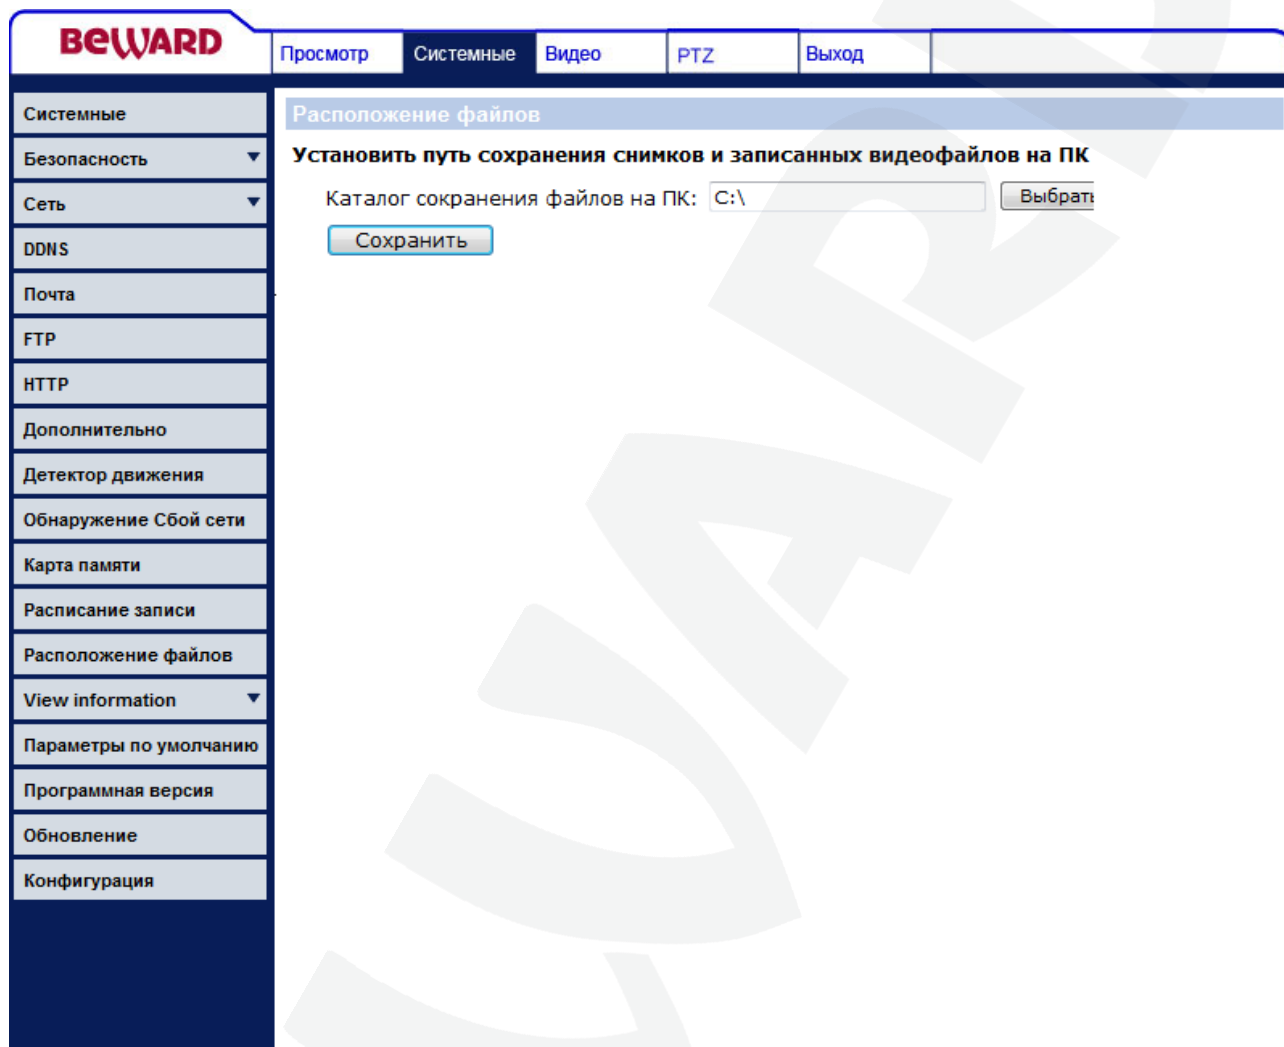 BEWARD
Просмотр Системные Видео PTZ Выход
Системные
Безопасность
Сеть
DDNS
Почта
FTP
HTTP
Дополнительно
Детектор движения
Обнаружение Сбой сети
Карта памяти
Расписание записи
Расположение файлов
View information
Параметры по умолчанию
Программная версия
Обновление
Конфигурация
Расположение файлов
Установить путь сохранения снимков и записанных видеофайлов на ПК
Каталог сокранения файлов на ПК: C:\ Выбрать
Сохранить